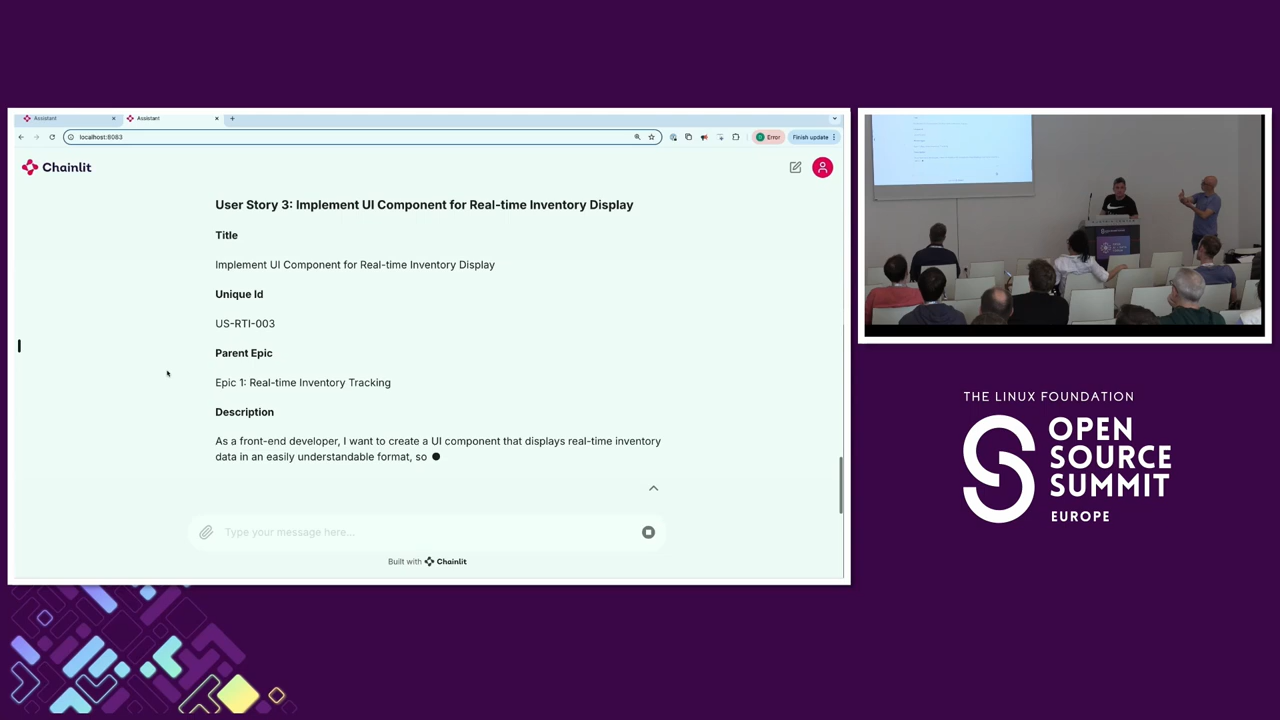 Assistant
Assistant
localhost:8083
Error
Finish update
Chainlit
User Story 3: Implement UI Component for Real-time Inventory Display
Title
Implement UI Component for Real-time Inventory Display
Unique Id
US-RTI-003
Parent Epic
Epic 1: Real-time Inventory Tracking
Description
As a front-end developer, I want to create a UI component that displays real-time inventory
data in an easily understandable format, so
Type your message here...
Built with Chainlit
THE LINUX FOUNDATION
OPEN
SOURCE
SUMMIT
EUROPE